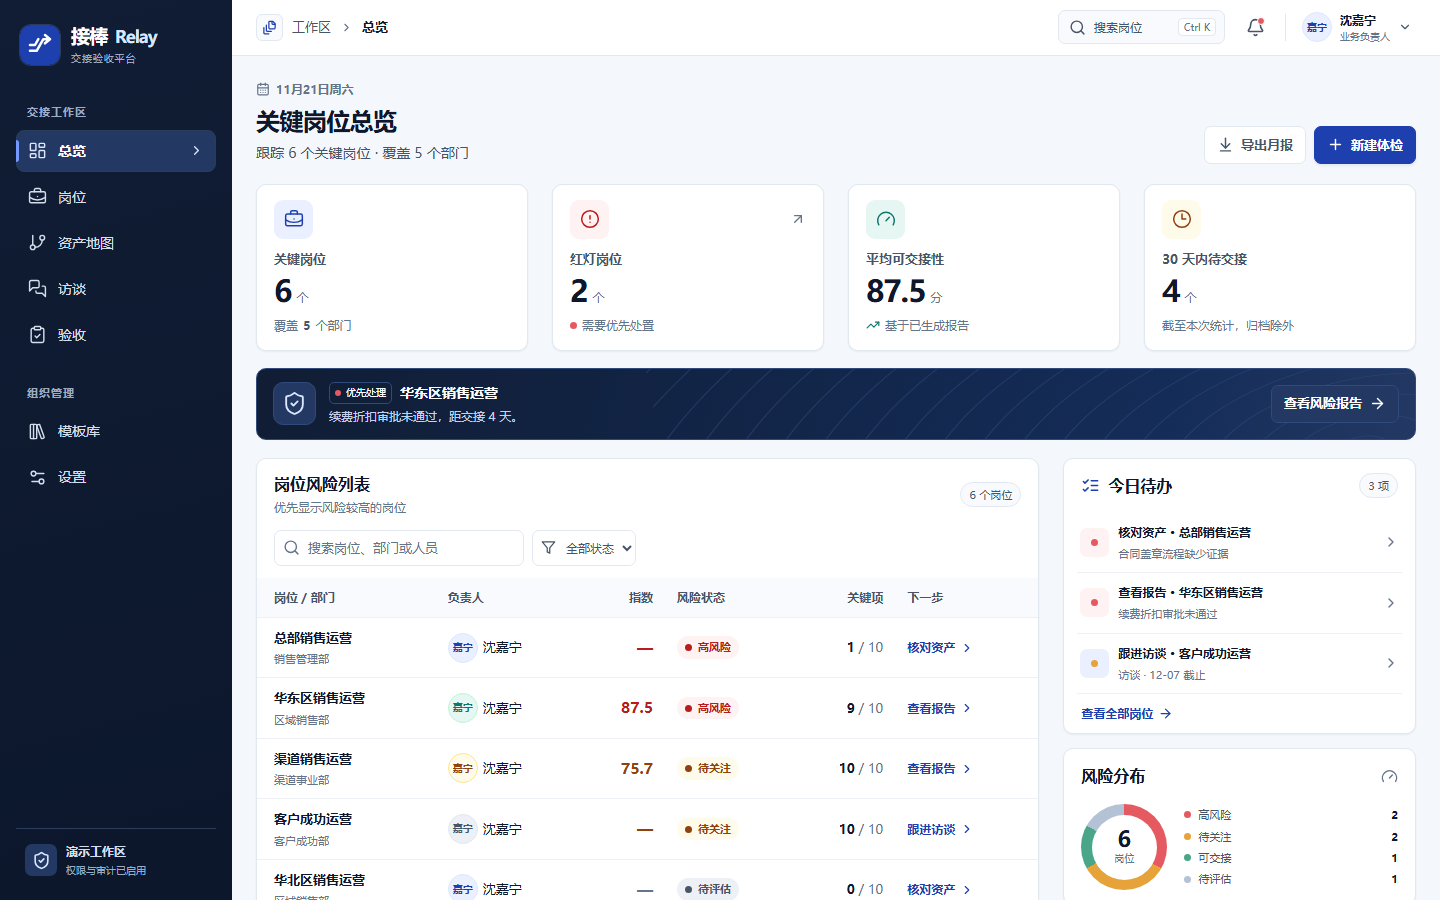 接棒 Relay
交接验收平台
交接工作区
总览
岗位
资产地图
访谈
验收
组织管理
模板库
设置
演示工作区
权限与审计已启用
工作区 › 总览
搜索岗位 Ctrl K
嘉宁 沈嘉宁
业务负责人
11月21日周六
关键岗位总览
跟踪 6 个关键岗位 · 覆盖 5 个部门
导出月报
新建体检
关键岗位
6 个
覆盖 5 个部门
红灯岗位
2 个
需要优先处置
平均可交接性
87.5 分
基于已生成报告
30 天内待交接
4 个
截至本次统计，归档除外
优先处理 华东区销售运营
续费折扣审批未通过，距交接 4 天。
查看风险报告
岗位风险列表
优先显示风险较高的岗位
6 个岗位
搜索岗位、部门或人员
全部状态
岗位 / 部门 负责人 指数 风险状态 关键项 下一步
总部销售运营 嘉宁 沈嘉宁 — 高风险 1 / 10 核对资产
销售管理部
华东区销售运营 嘉宁 沈嘉宁 87.5 高风险 9 / 10 查看报告
区域销售部
渠道销售运营 嘉宁 沈嘉宁 75.7 待关注 10 / 10 查看报告
渠道事业部
客户成功运营 嘉宁 沈嘉宁 — 待关注 10 / 10 跟进访谈
客户成功部
华北区销售运营 嘉宁 沈嘉宁 — 待评估 0 / 10 核对资产
区域销售部
今日待办
3 项
核对资产 • 总部销售运营
合同盖章流程缺少证据
查看报告 • 华东区销售运营
续费折扣审批未通过
跟进访谈 • 客户成功运营
访谈 · 12-07 截止
查看全部岗位
风险分布
6
岗位
高风险 2
待关注 2
可交接 1
待评估 1